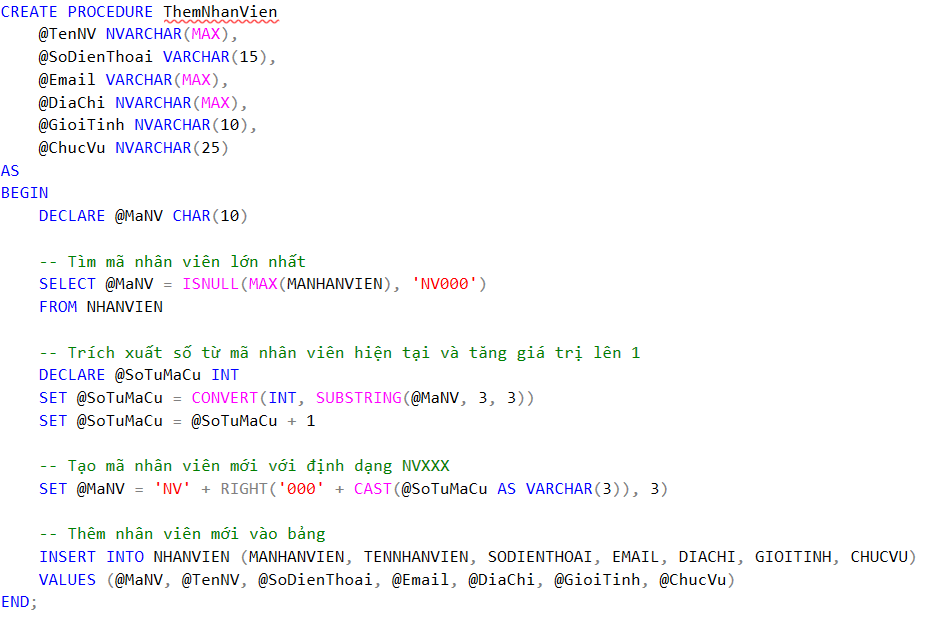 CREATE PROCEDURE ThemNhanVien
@TenNV NVARCHAR(MAX),
@SoDienThoai VARCHAR(15),
@Email VARCHAR(MAX),
@DiaChi NVARCHAR(MAX),
@GioiTinh NVARCHAR(10),
@ChucVu NVARCHAR(25)
AS
BEGIN
DECLARE @MaNV CHAR(10)
-- Tìm mã nhân viên lớn nhất
SELECT @MaNV = ISNULL(MAX(MANHANVIEN), 'NV000')
FROM NHANVIEN
-- Trích xuất số từ mã nhân viên hiện tại và tăng giá trị lên 1
DECLARE @SoTuMaCu INT
SET @SoTuMaCu = CONVERT(INT, SUBSTRING(@MaNV, 3, 3))
SET @SoTuMaCu = @SoTuMaCu + 1
-- Tạo mã nhân viên mới với định dạng NVXXX
SET @MaNV = 'NV' + RIGHT('000' + CAST(@SoTuMaCu AS VARCHAR(3)), 3)
-- Thêm nhân viên mới vào bảng
INSERT INTO NHANVIEN (MANHANVIEN, TENNHANVIEN, SODIENTHOAI, EMAIL, DIACHI, GIOITINH, CHUCVU)
VALUES (@MaNV, @TenNV, @SoDienThoai, @Email, @DiaChi, @GioiTinh, @ChucVu)
END;